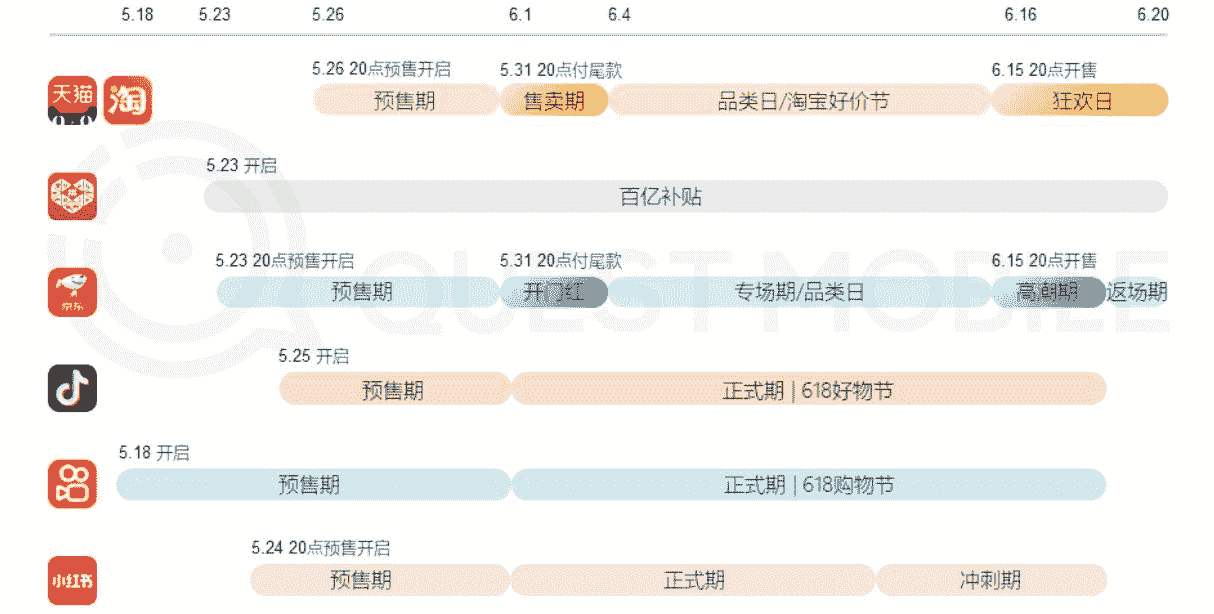 5.18 5.23 5.26 6.1 6.4 6.16 6.20
5.26 20点预售开启 5.31 20点付尾款 6.15 20点开售
天猫 淘 预售期 售卖期 品类日/淘宝好价节 狂欢日
5.23 开启
百亿补贴
5.23 20点预售开启 5.31 20点付尾款 6.15 20点开售
京东 预售期 开门红 专场期/品类日 高潮期 返场期
QUEST MOBILE
5.25 开启
预售期 正式期 | 618好物节
5.18 开启
预售期 正式期 | 618购物节
5.24 20点预售开启
小红书 预售期 正式期 冲刺期